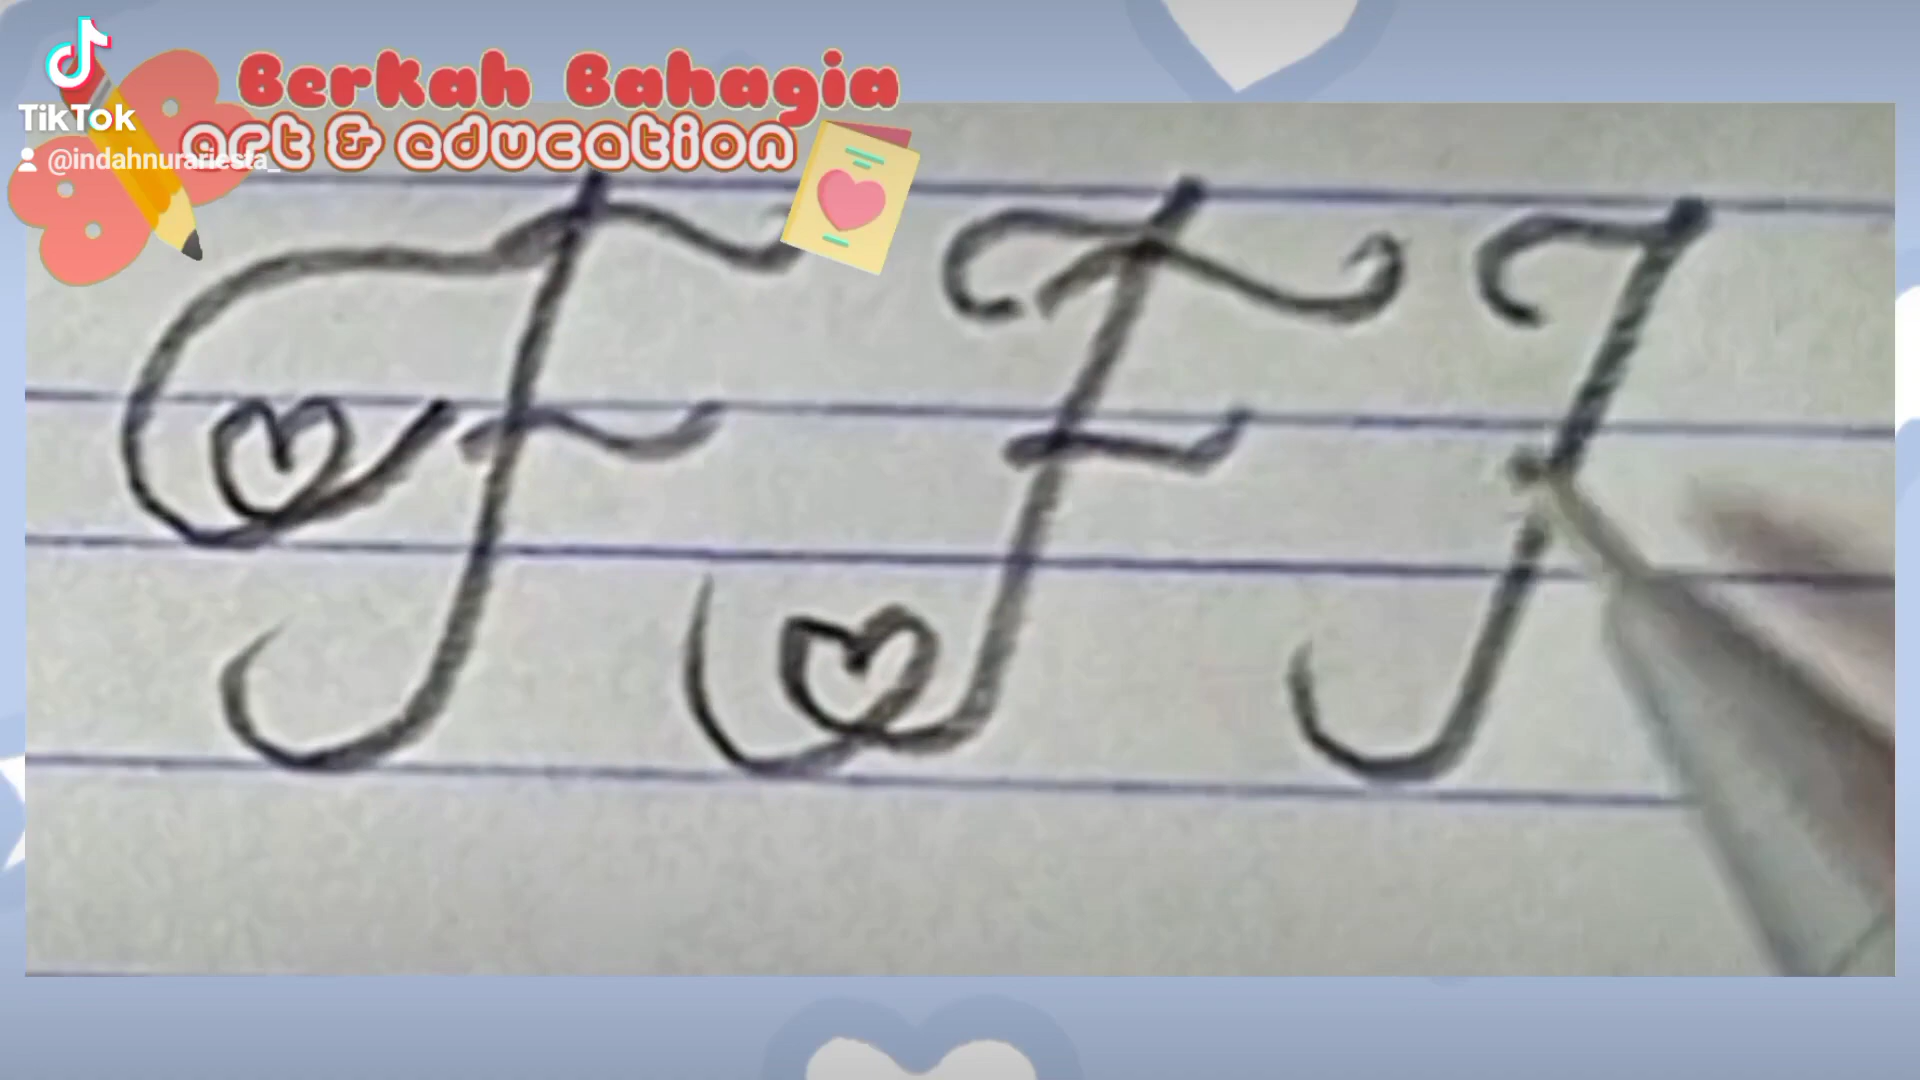 Berkah Bahagia
art & education
TikTok
@indahnurariesta_
F F F